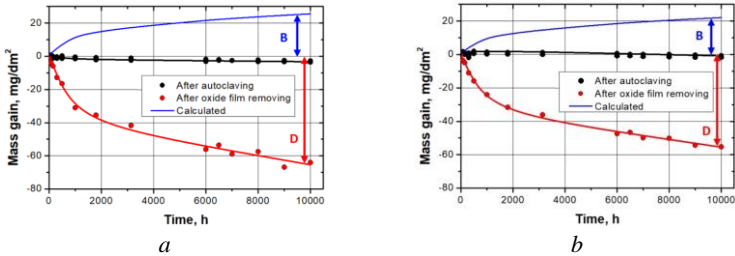 40
20
0
-20
-40
-60
-80
Mass gain, mg/dm²
B
After autoclaving
After oxide film removing
Calculated
D
0 2000 4000 6000 8000 10000
Time, h
a
40
20
0
-20
-40
-60
-80
Mass gain, mg/dm²
B
After autoclaving
After oxide film removing
Calculated
D
0 2000 4000 6000 8000 10000
Time, h
b